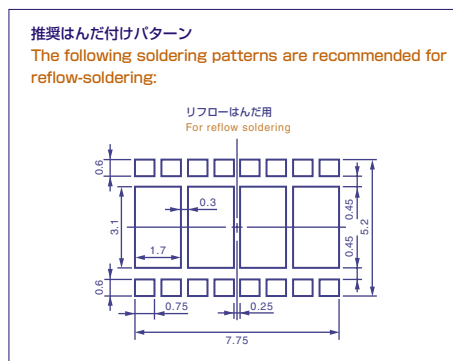 推奨はんだ付けパターン
The following soldering patterns are recommended for
reflow-soldering:
リフローはんだ用
For reflow soldering
0.6
0.3
0.45
3.1
5.2
1.7
0.45
0.6
0.75
0.25
7.75